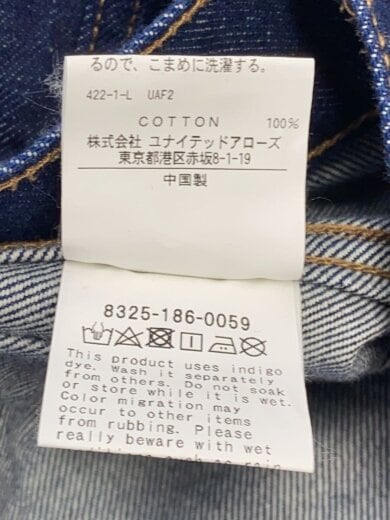 るので、こまめに洗濯する。
422-1-L UAF2
COTTON 100%
株式会社 ユナイテッドアローズ
東京都港区赤坂8-1-19
中国製
8325-186-0059
This product uses indigo
dye. Wash it separately
from others. Do not soak
or store while it is wet.
Color migration may
occur to other items
from rubbing. Please
really beware with wet
such as rain